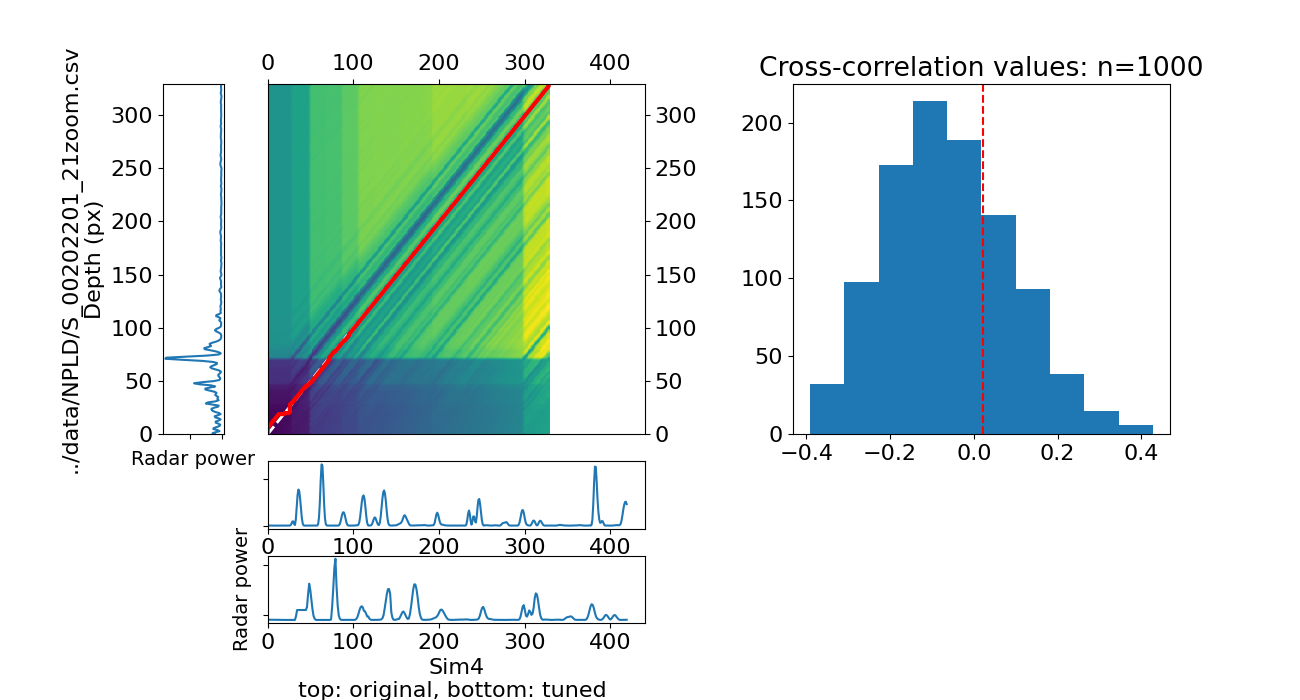 Cross-correlation values: n=1000
0 100 200 300 400
../data/NPLD/S_00202201_21zoom.csv
Depth (px)
300
250
200
150
100
50
0
300
250
200
150
100
50
0
200
150
100
50
0
−0.4 −0.2 0.0 0.2 0.4
Radar power
0 100 200 300 400
Radar power
0 100 200 300 400
Sim4
top: original, bottom: tuned